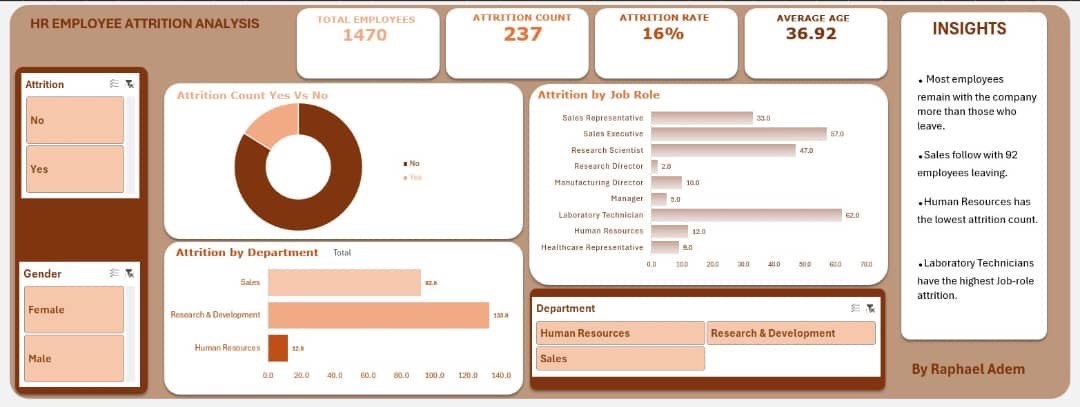 HR EMPLOYEE ATTRITION ANALYSIS
TOTAL EMPLOYEES
1470
ATTRITION COUNT
237
ATTRITION RATE
16%
AVERAGE AGE
36.92
INSIGHTS
• Most employees
remain with the company
more than those who
leave.
•Sales follow with 92
employees leaving.
•Human Resources has
the lowest attrition count.
•Laboratory Technicians
have the highest Job-role
attrition.
By Raphael Adem
Attrition
No
Yes
Gender
Female
Male
Attrition Count Yes Vs No
No
Yes
Attrition by Department Total
Sales
Research & Development
Human Resources
0.0 20.0 40.0 60.0 80.0 100.0 120.0 140.0
Attrition by Job Role
Sales Representative 33.0
Sales Executive 57.0
Research Scientist 47.0
Research Director 2.0
Manufacturing Director 10.0
Manager 5.0
Laboratory Technician 62.0
Human Resources 12.0
Healthcare Representative 9.0
0.0 10.0 20.0 30.0 40.0 50.0 60.0 70.0
Department
Human Resources Research & Development
Sales